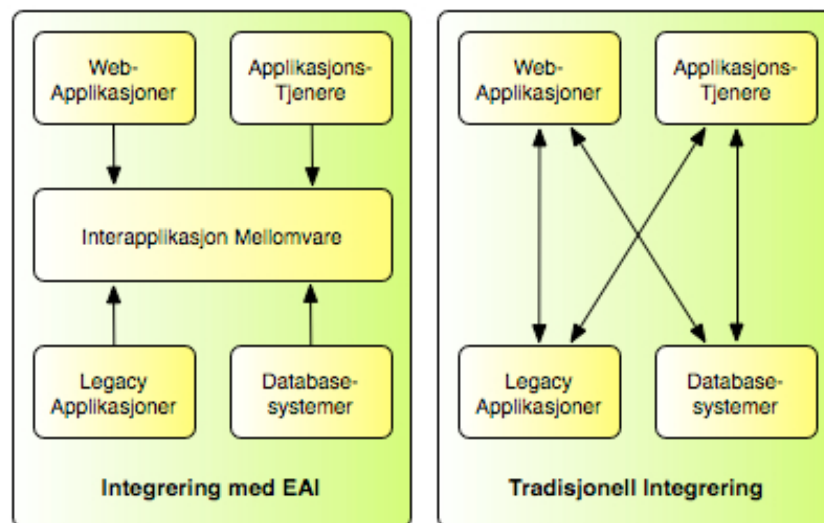 Web-
Applikasjoner
Applikasjons-
Tjenere
Interapplikasjon Mellomvare
Legacy
Applikasjoner
Database-
systemer
Integrering med EAI
Web-
Applikasjoner
Applikasjons-
Tjenere
Legacy
Applikasjoner
Database-
systemer
Tradisjonell Integrering